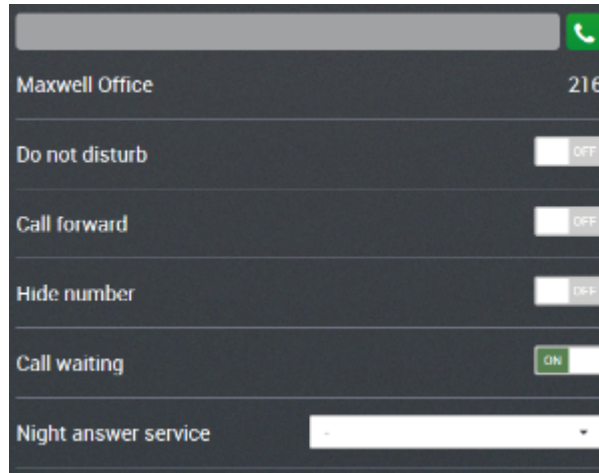 Maxwell Office 216
Do not disturb OFF
Call forward OFF
Hide number OFF
Call waiting ON
Night answer service -